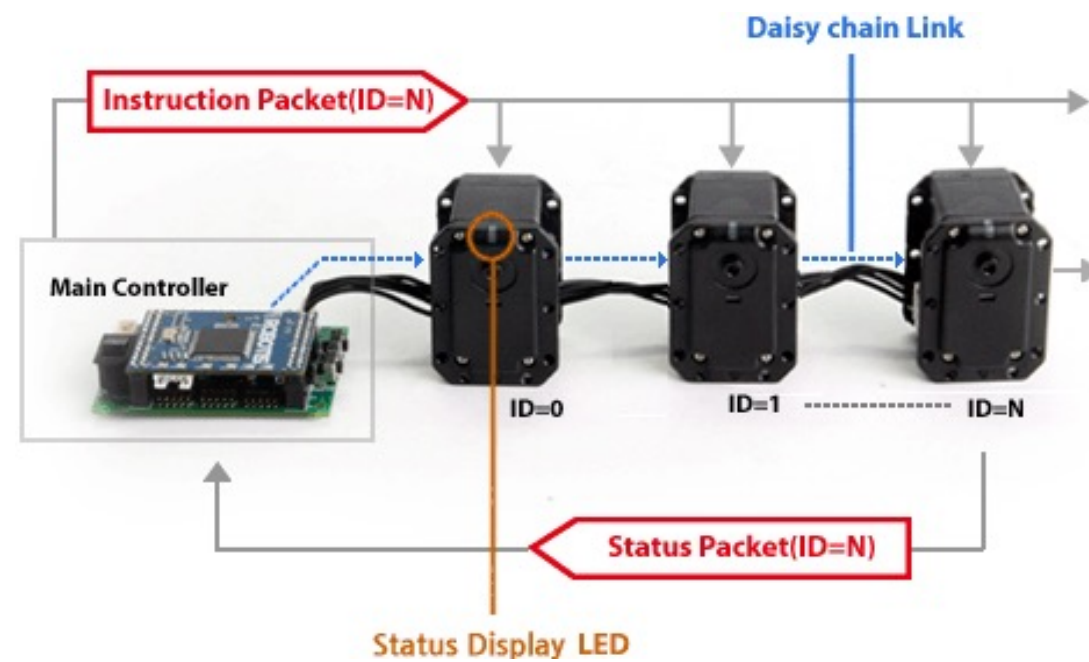 Daisy chain Link
Instruction Packet(ID=N)
Main Controller
ROBOTIS
ID=0
ID=1
ID=N
Status Packet(ID=N)
Status Display LED